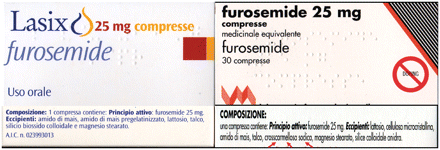 Lasix 25 mg compresse
furosemide
Uso orale
Composizione: 1 compressa contiene: Principio attivo: furosemide 25 mg.
Eccipienti: amido di mais, amido di mais pregelatinizzato, lattosio, talco,
silicio biossido colloidale e magnesio stearato.
A.I.C. n. 023993013
furosemide 25 mg
compresse
medicinale equivalente
furosemide
30 compresse
DOPING
COMPOSIZIONE:
una compressa contiene: Principio attivo: furosemide 25 mg. Eccipienti: lattosio, cellulosa microcristallina,
amido di mais, talco, croscarmellosa sodica, magnesio stearato, silice colloidale anidra.